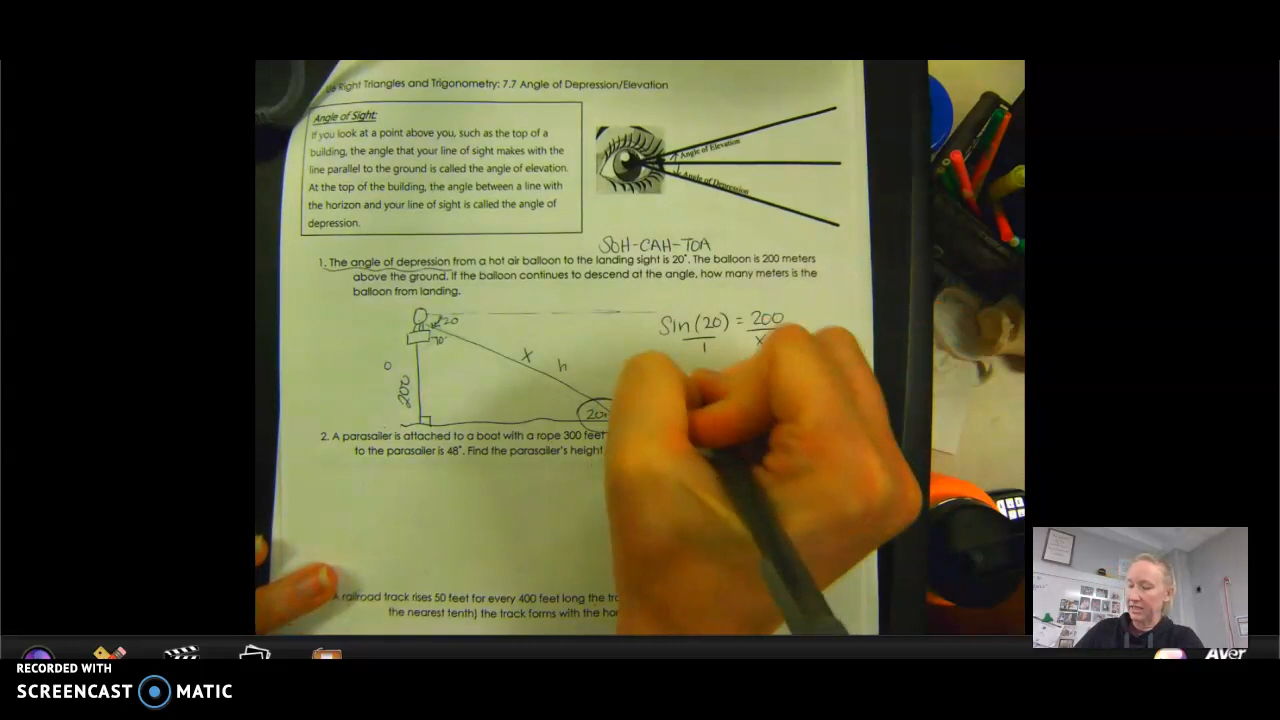 U6 Right Triangles and Trigonometry: 7.7 Angle of Depression/Elevation
Angle of Sight:
If you look at a point above you, such as the top of a
building, the angle that your line of sight makes with the
line parallel to the ground is called the angle of elevation.
At the top of the building, the angle between a line with
the horizon and your line of sight is called the angle of
depression.
Angle of Elevation
Angle of Depression
SOH-CAH-TOA
1. The angle of depression from a hot air balloon to the landing sight is 20°. The balloon is 200 meters
above the ground. If the balloon continues to descend at the angle, how many meters is the
balloon from landing.
20
70°
x
h
O
200
20
Sin(20) = 200
1 x
2. A parasailer is attached to a boat with a rope 300 feet
to the parasailer is 48°. Find the parasailer's height
A railroad track rises 50 feet for every 400 feet long the
the nearest tenth) the track forms with the
RECORDED WITH
SCREENCAST MATIC
AVer